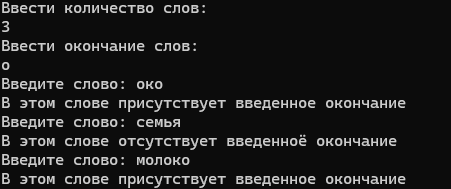 Ввести количество слов:
3
Ввести окончание слов:
о
Введите слово: око
В этом слове присутствует введенное окончание
Введите слово: семья
В этом слове отсутствует введенноё окончание
Введите слово: молоко
В этом слове присутствует введенное окончание